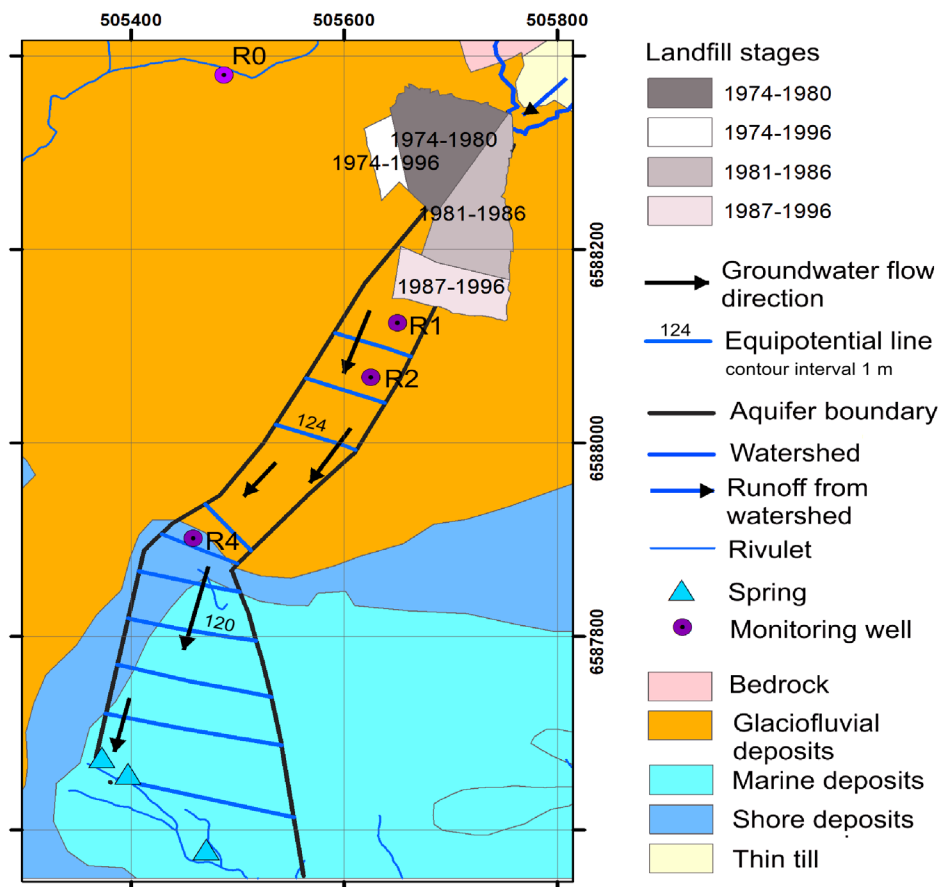 505400
505600
505800
R0
1974-1980
1974-1996
1981-1986
1987-1996
R1
R2
124
R4
120
6588200
6588000
6587800
Landfill stages
1974-1980
1974-1996
1981-1986
1987-1996
Groundwater flow
direction
124
Equipotential line
contour interval 1 m
Aquifer boundary
Watershed
Runoff from
watershed
Rivulet
Spring
Monitoring well
Bedrock
Glaciofluvial
deposits
Marine deposits
Shore deposits
Thin till